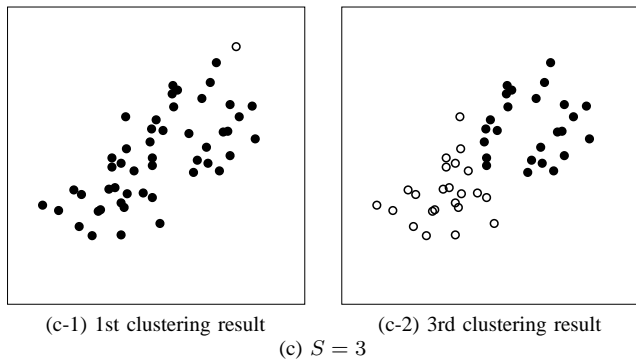 (c-1) 1st clustering result
(c-2) 3rd clustering result
(c) S = 3